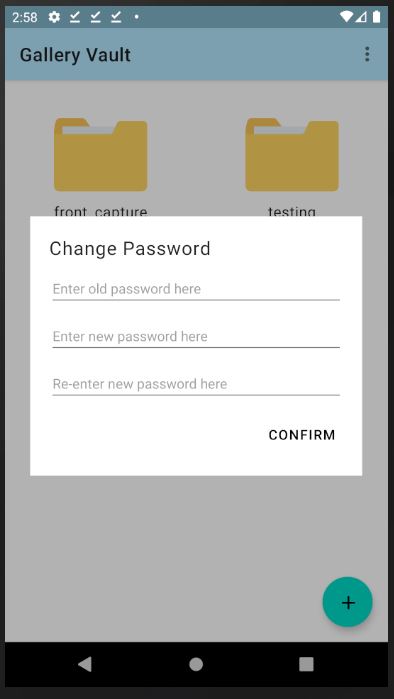 2:58
Gallery Vault
front_capture
testing
Change Password
Enter old password here
Enter new password here
Re-enter new password here
CONFIRM